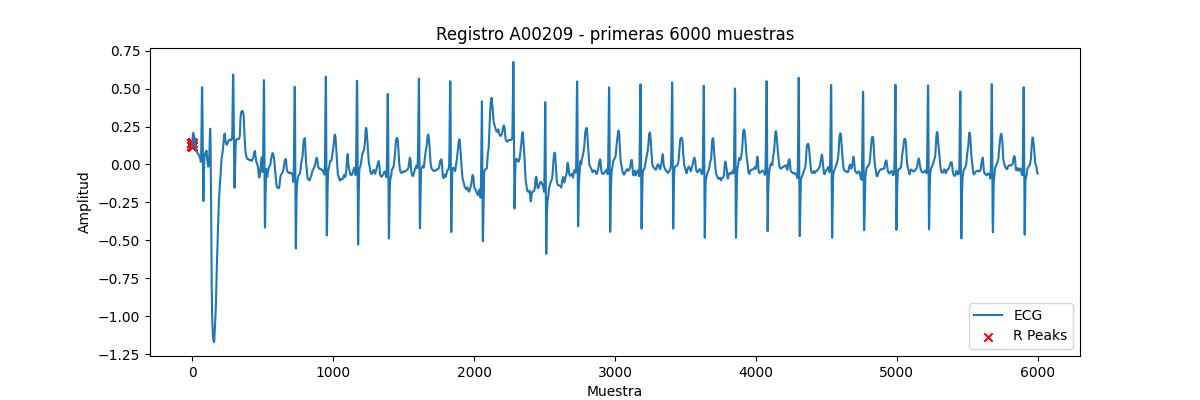 Registro A00209 - primeras 6000 muestras
Amplitud
0.75
0.50
0.25
0.00
−0.25
−0.50
−0.75
−1.00
−1.25
ECG
R Peaks
0 1000 2000 3000 4000 5000 6000
Muestra